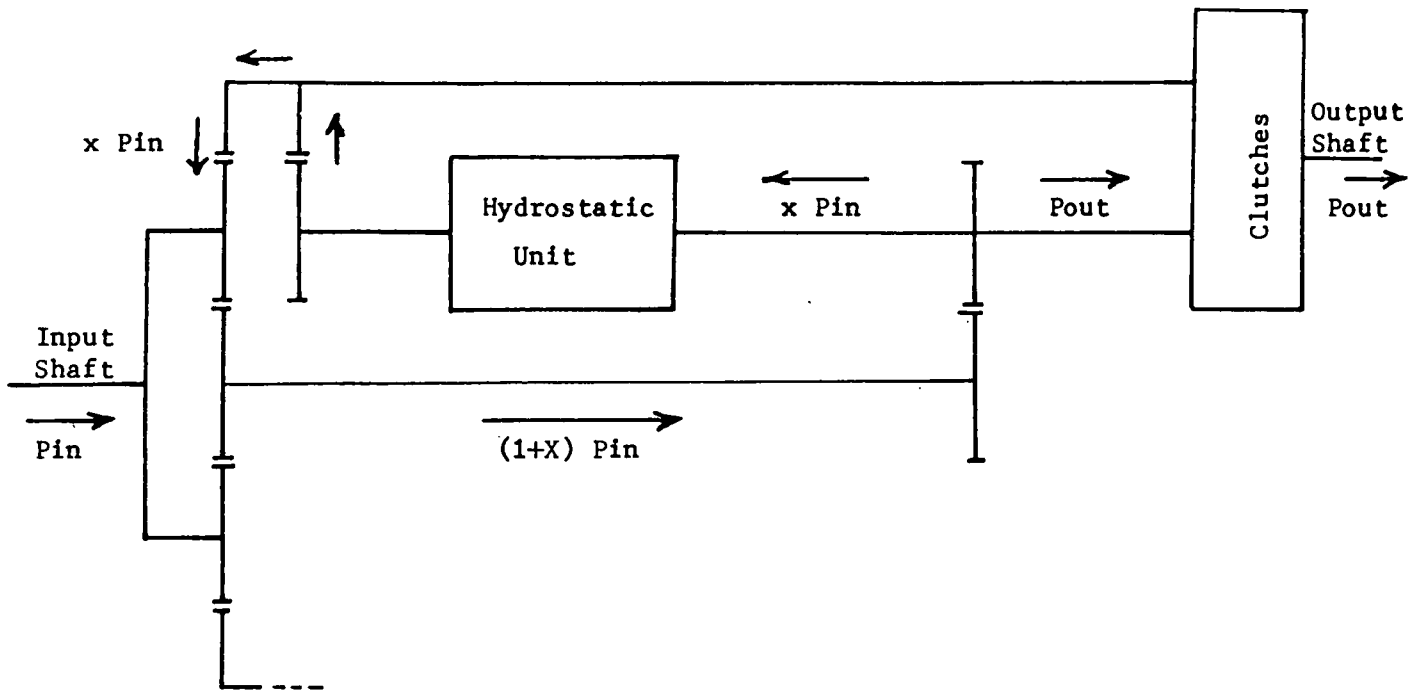 x Pin
Hydrostatic
Unit
x Pin
Pout
Clutches
Output
Shaft
Pout
Input
Shaft
Pin
(1+X) Pin